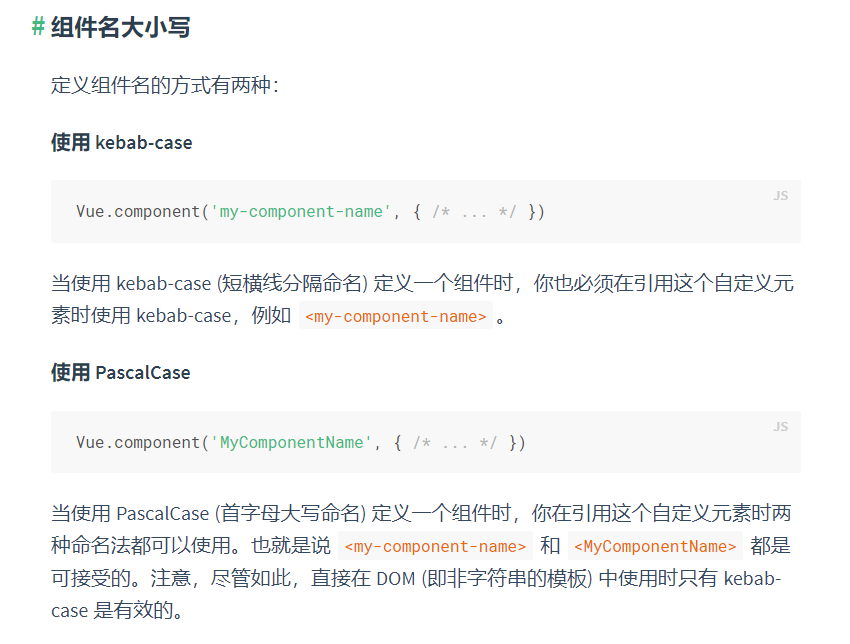 # 组件名大小写
定义组件名的方式有两种：
使用 kebab-case
JS
Vue.component('my-component-name', { /* ... */ })
当使用 kebab-case (短横线分隔命名) 定义一个组件时，你也必须在引用这个自定义元
素时使用 kebab-case，例如 <my-component-name> 。
使用 PascalCase
JS
Vue.component('MyComponentName', { /* ... */ })
当使用 PascalCase (首字母大写命名) 定义一个组件时，你在引用这个自定义元素时两
种命名法都可以使用。也就是说 <my-component-name> 和 <MyComponentName> 都是
可接受的。注意，尽管如此，直接在 DOM (即非字符串的模板) 中使用时只有 kebab-
case 是有效的。